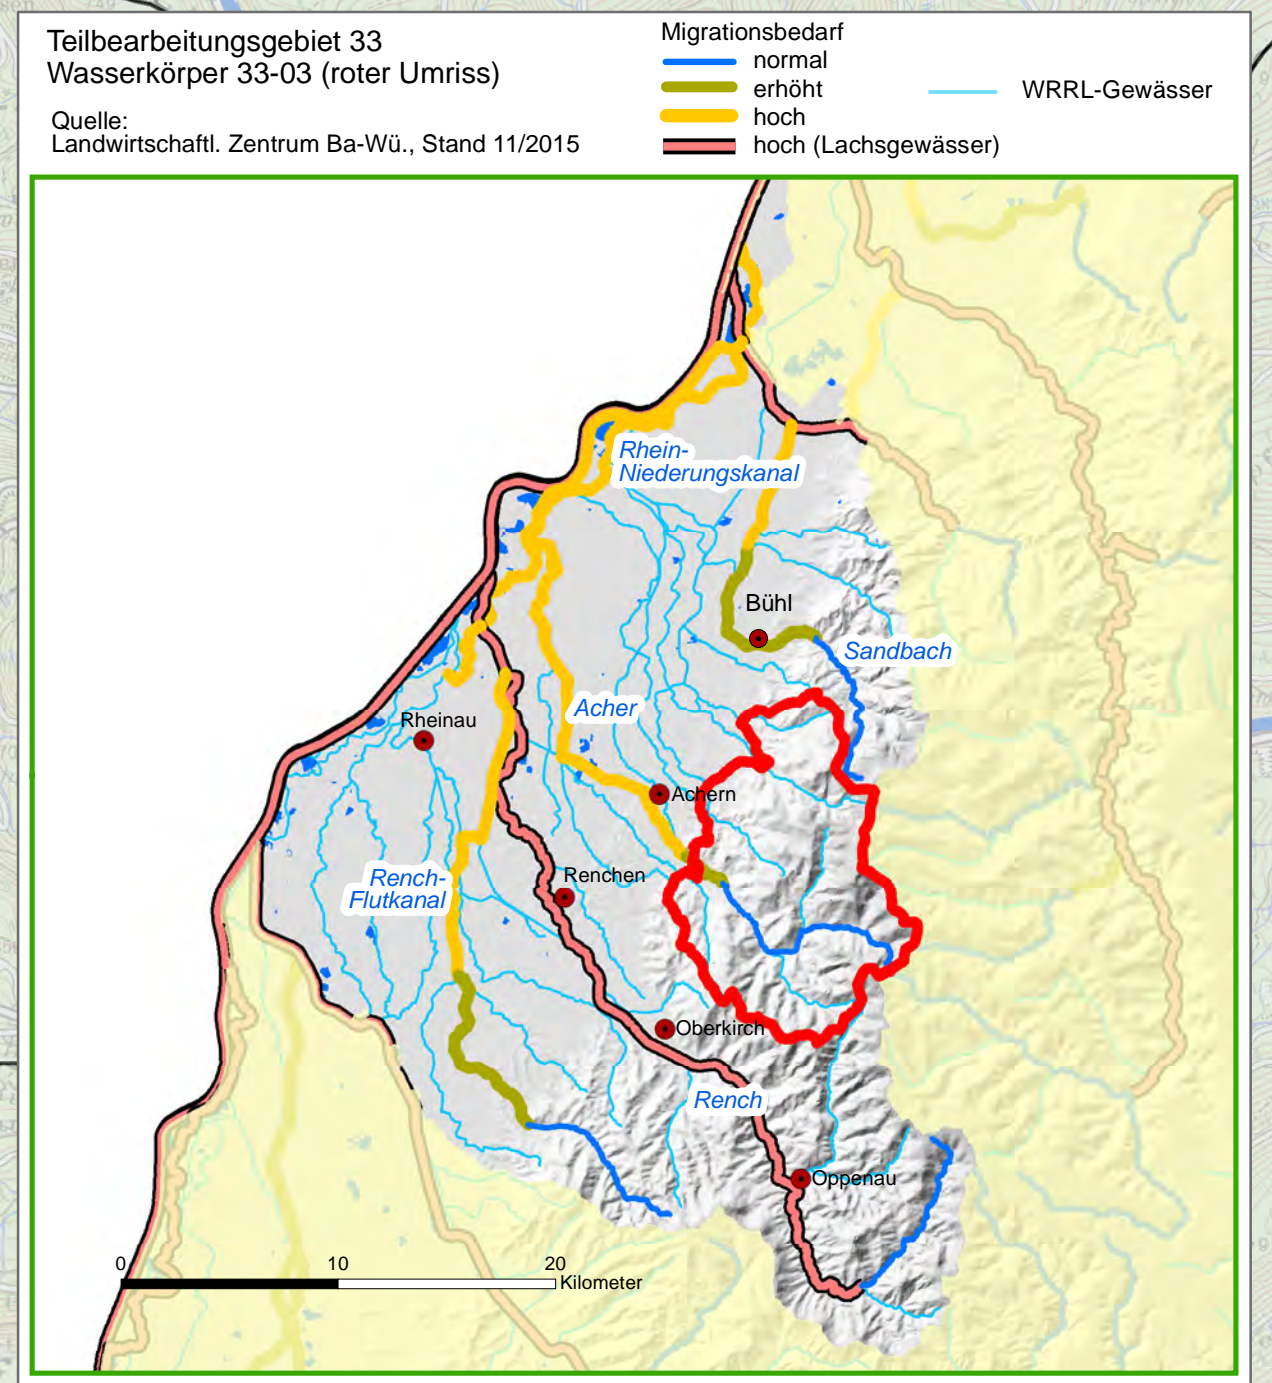 Teilbearbeitungsgebiet 33
Wasserkörper 33-03 (roter Umriss)
Quelle:
Landwirtschaftl. Zentrum Ba-Wü., Stand 11/2015
Migrationsbedarf
normal
erhöht
hoch
hoch (Lachsgewässer)
WRRL-Gewässer
Rhein-
Niederungskanal
Bühl
Sandbach
Acher
Rheinau
Achern
Rench-
Flutkanal
Renchen
Oberkirch
Rench
Oppenau
0 10 20
Kilometer